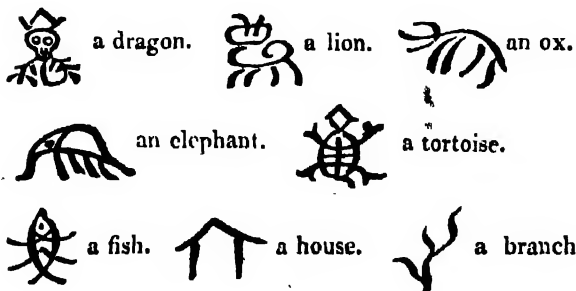 a dragon. a lion. an ox.
an elephant. a tortoise.
a fish. a house. a branch